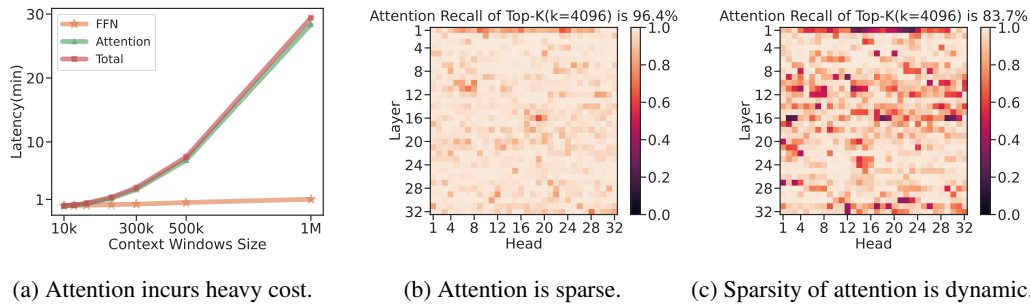 Attention Recall of Top-K(k=4096) is 96.4%
Attention Recall of Top-K(k=4096) is 83.7%
FFN
Attention
Total
Latency(min)
30
20
10
1
10k
300k
500k
1M
Context Windows Size
Layer
1
4
8
12
16
20
24
28
32
1
4
8
12
16
20
24
28
32
Head
1.0
0.8
0.6
0.4
0.2
0.0
Layer
1
4
8
12
16
20
24
28
32
1
4
8
12
16
20
24
28
32
Head
1.0
0.8
0.6
0.4
0.2
0.0
(a) Attention incurs heavy cost.
(b) Attention is sparse.
(c) Sparsity of attention is dynamic.